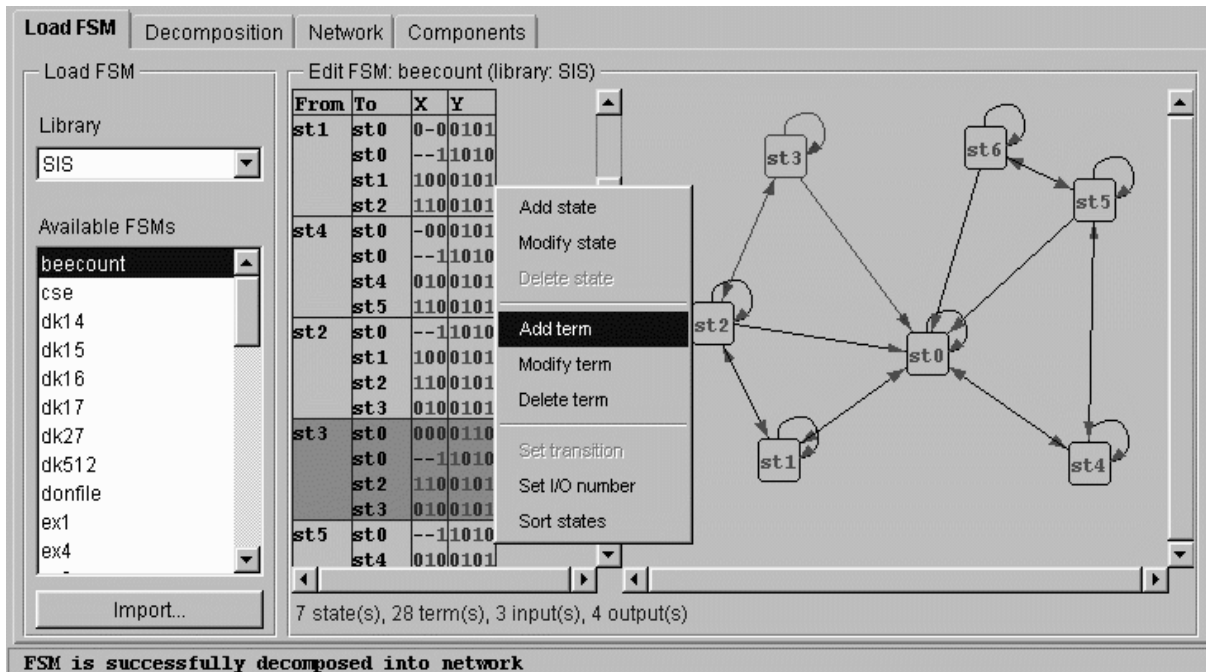 Load FSM Decomposition Network Components
Load FSM
Library
SIS
Available FSMs
beecount
cse
dk14
dk15
dk16
dk17
dk27
dk512
donfile
ex1
ex4
Import...
Edit FSM: beecount (library: SIS)
From To X Y
st1 st0 0-0 0101
st0 --1 1010
st1 100 0101
st2 110 0101
st4 st0 -00 0101
st0 --1 1010
st4 010 0101
st5 110 0101
st2 st0 --1 1010
st1 100 0101
st2 110 0101
st3 010 0101
st3 st0 000 0110
st0 --1 1010
st2 110 0101
st3 010 0101
st5 st0 --1 1010
st4 010 0101
Add state
Modify state
Delete state
Add term
Modify term
Delete term
Set transition
Set I/O number
Sort states
st3
st6
st5
st2
st0
st1
st4
7 state(s), 28 term(s), 3 input(s), 4 output(s)
FSM is successfully decomposed into network